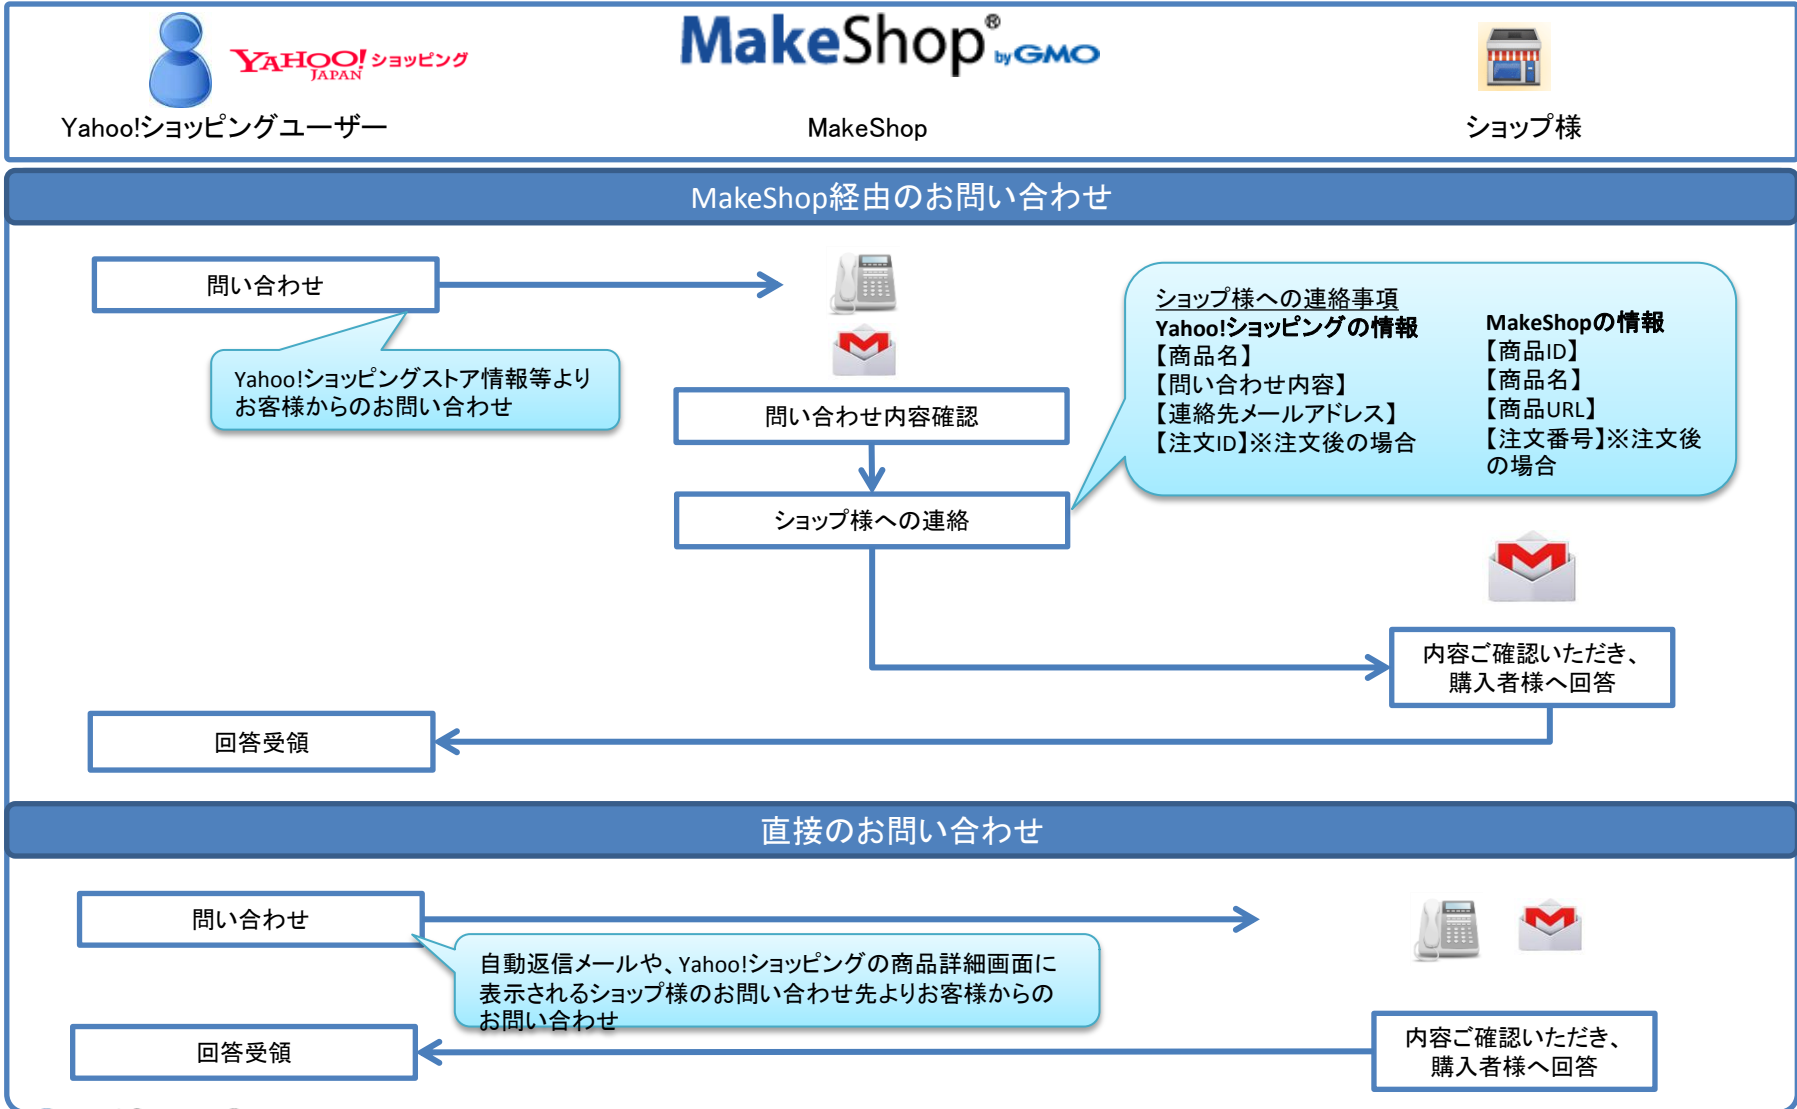 YAHOO! ショッピング
JAPAN
MakeShop® by GMO
Yahoo!ショッピングユーザー
MakeShop
ショップ様
MakeShop経由のお問い合わせ
問い合わせ
Yahoo!ショッピングストア情報等より
お客様からのお問い合わせ
問い合わせ内容確認
ショップ様への連絡
ショップ様への連絡事項
Yahoo!ショッピングの情報
【商品名】
【問い合わせ内容】
【連絡先メールアドレス】
【注文ID】※注文後の場合
MakeShopの情報
【商品ID】
【商品名】
【商品URL】
【注文番号】※注文後
の場合
内容ご確認いただき、
購入者様へ回答
回答受領
直接のお問い合わせ
問い合わせ
自動返信メールや、Yahoo!ショッピングの商品詳細画面に
表示されるショップ様のお問い合わせ先よりお客様からの
お問い合わせ
内容ご確認いただき、
購入者様へ回答
回答受領